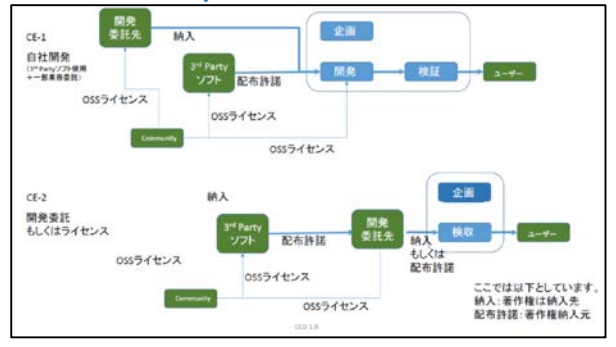 CE-1
自社開発
(3rd Partyソフト使用
+一部業務委託)
開発
委託先
納入
3rd Party
ソフト
配布許諾
企画
開発
検証
ユーザー
OSSライセンス
OSSライセンス
OSSライセンス
Community
CE-2
開発委託
もしくはライセンス
納入
3rd Party
ソフト
配布許諾
開発
委託先
納入
もしくは
配布許諾
企画
検収
ユーザー
OSSライセンス
Community
OSSライセンス
ここでは以下としています。
納入:著作権は納入先
配布許諾:著作権納入元